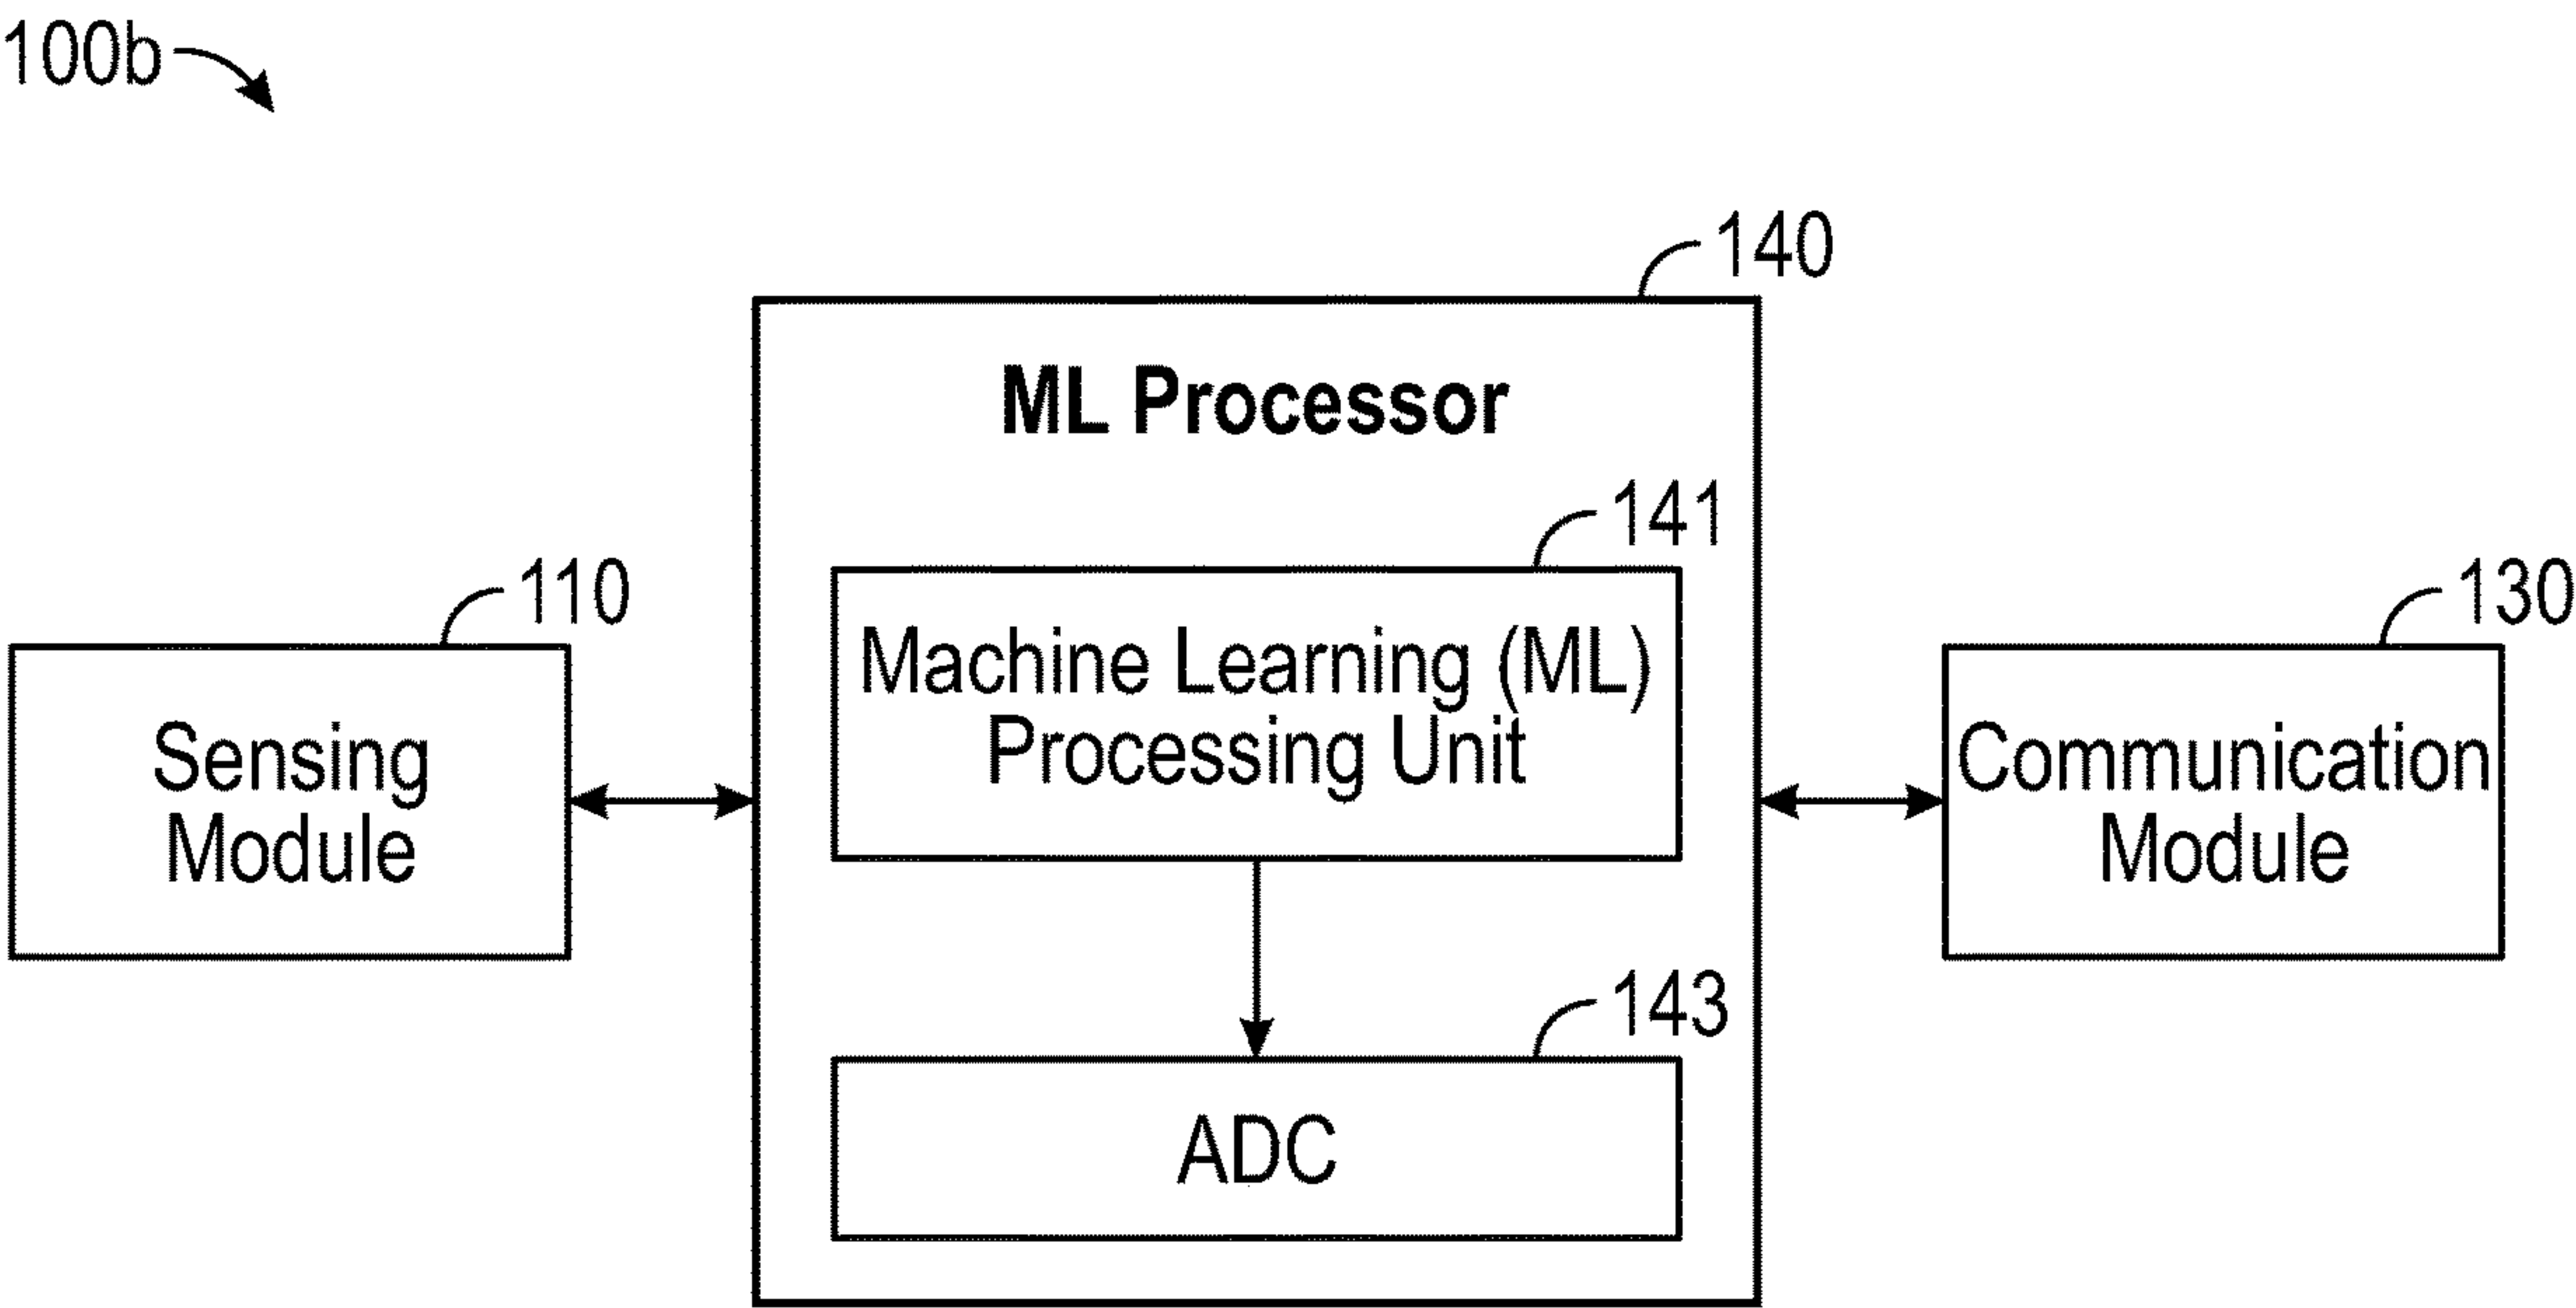 100b
140
ML Processor
141
Machine Learning (ML)
Processing Unit
110
Sensing
Module
130
Communication
Module
143
ADC